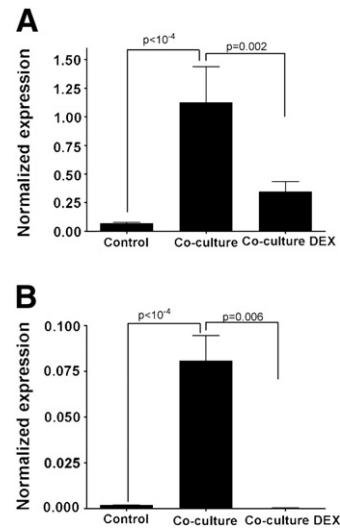 A
p<10-4
p=0.002
Normalized expression
1.50
1.25
1.00
0.75
0.50
0.25
0.00
Control Co-culture Co-culture DEX
B
p<10-4
p=0.006
Normalized expression
0.100
0.075
0.050
0.025
0.000
Control Co-culture Co-culture DEX